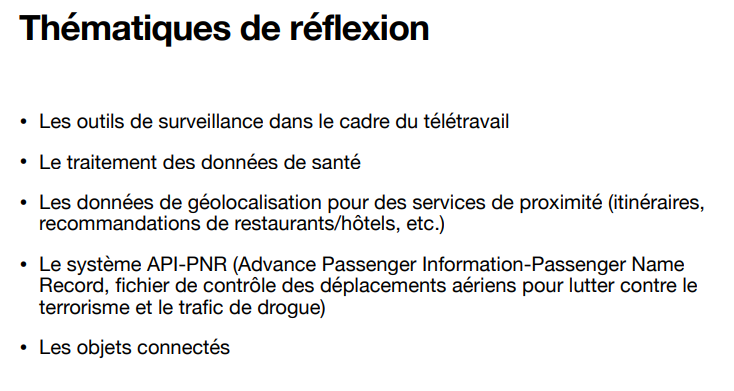 Thématiques de réflexion
• Les outils de surveillance dans le cadre du télétravail
• Le traitement des données de santé
• Les données de géolocalisation pour des services de proximité (itinéraires,
recommandations de restaurants/hôtels, etc.)
• Le système API-PNR (Advance Passenger Information-Passenger Name
Record, fichier de contrôle des déplacements aériens pour lutter contre le
terrorisme et le trafic de drogue)
• Les objets connectés